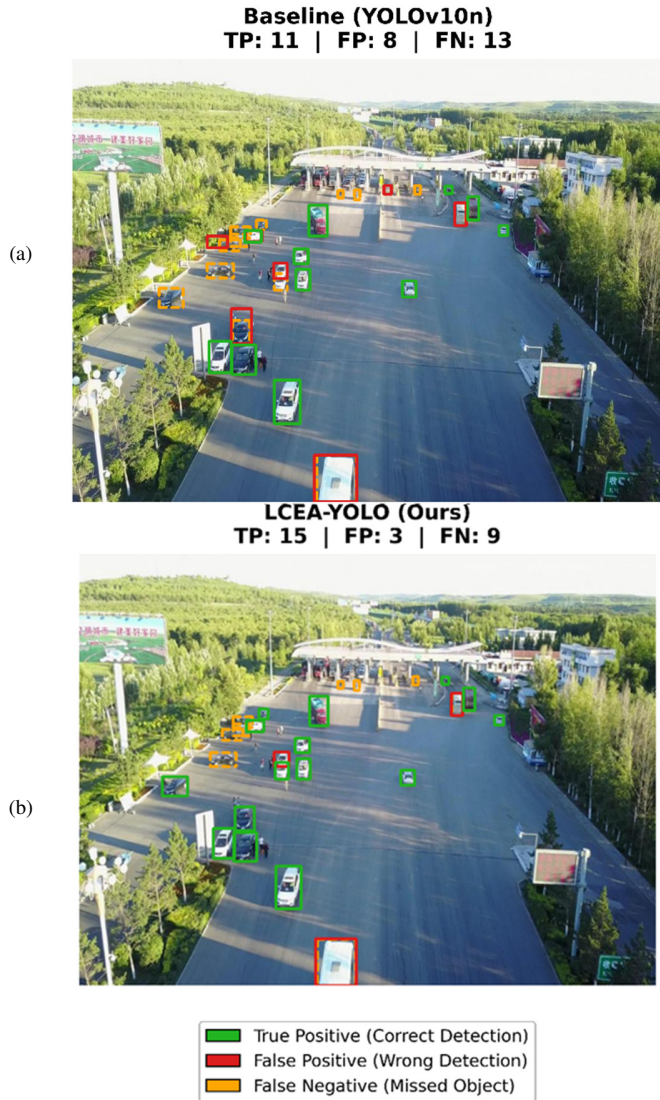 Baseline (YOLOv10n)
TP: 11 | FP: 8 | FN: 13
(a)
LCEA-YOLO (Ours)
TP: 15 | FP: 3 | FN: 9
(b)
True Positive (Correct Detection)
False Positive (Wrong Detection)
False Negative (Missed Object)